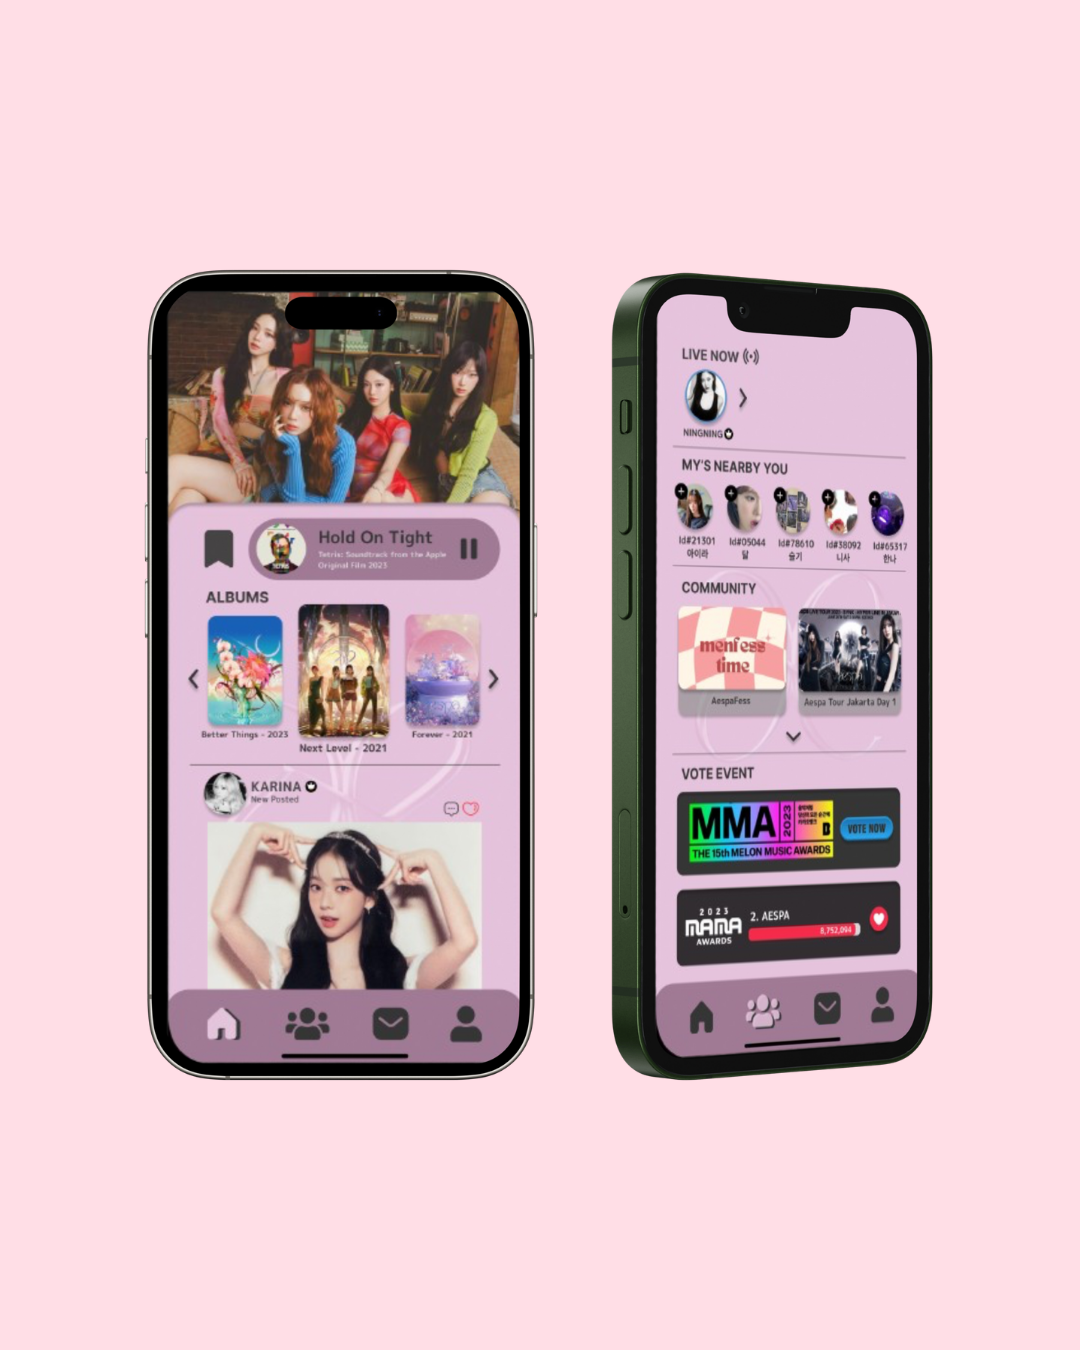 Hold On Tight
Tetris: Soundtrack from the Apple
Original Film 2023
ALBUMS
Better Things - 2023
Next Level - 2021
Forever - 2021
KARINA
New Posted
LIVE NOW
NINGNING
MY'S NEARBY YOU
Id#21301
아이라
Id#05044
달
Id#78610
슬기
Id#38092
니사
Id#65317
한나
COMMUNITY
menfess
time
AespaFess
Aespa Tour Jakarta Day 1
VOTE EVENT
MMA
2023
THE 15th MELON MUSIC AWARDS
VOTE NOW
2023
MAMA
AWARDS
2. AESPA
8,752,094